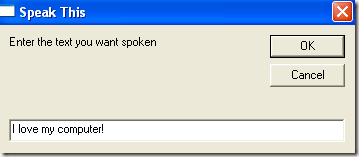 Speak This
Enter the text you want spoken
OK
Cancel
I love my computer!